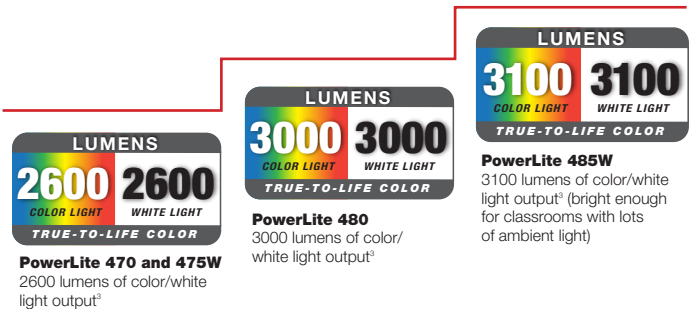 LUMENS
2600 2600
COLOR LIGHT WHITE LIGHT
TRUE-TO-LIFE COLOR
PowerLite 470 and 475W
2600 lumens of color/white
light output³
LUMENS
3000 3000
COLOR LIGHT WHITE LIGHT
TRUE-TO-LIFE COLOR
PowerLite 480
3000 lumens of color/
white light output³
LUMENS
3100 3100
COLOR LIGHT WHITE LIGHT
TRUE-TO-LIFE COLOR
PowerLite 485W
3100 lumens of color/white
light output³ (bright enough
for classrooms with lots
of ambient light)